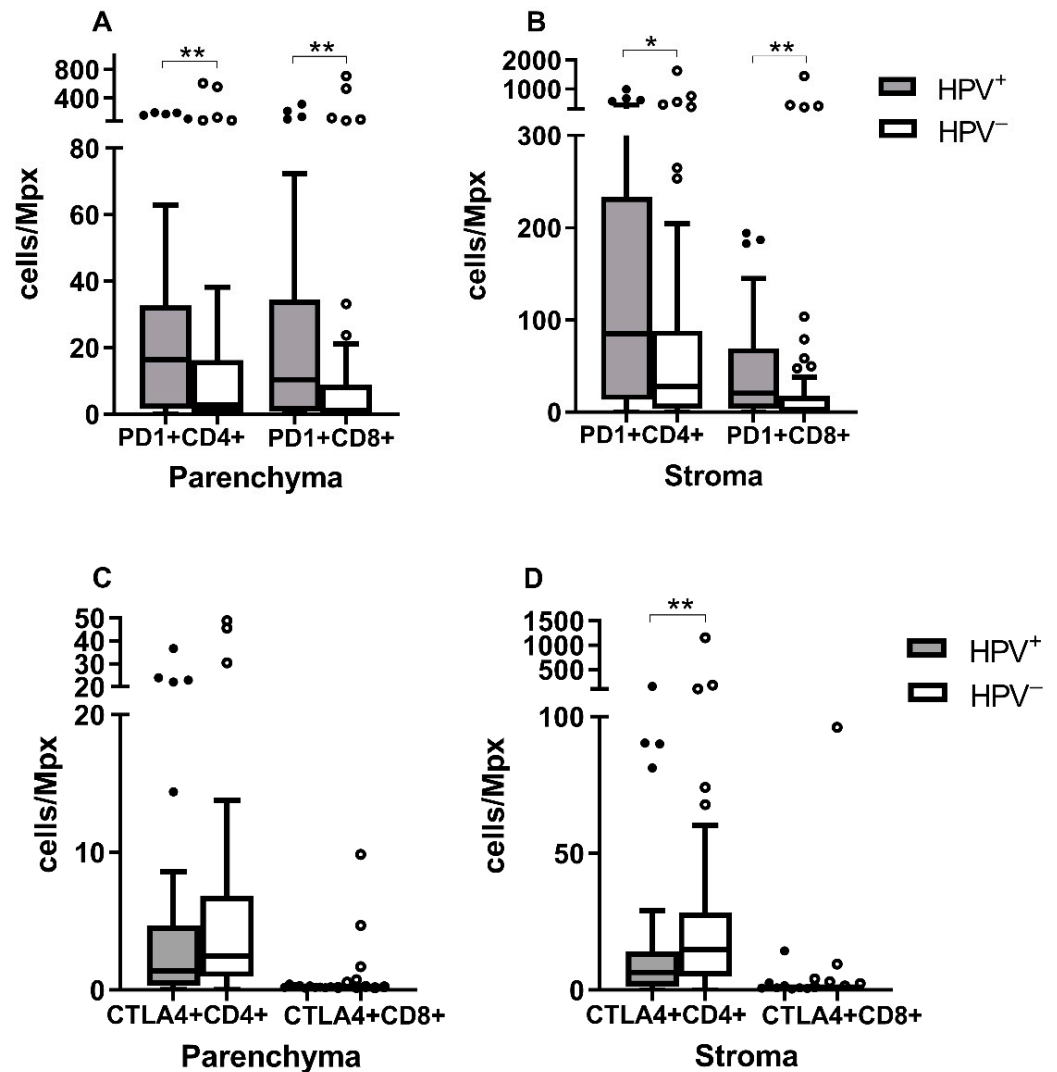 A
**
**
800
400
80
60
40
20
0
cells/Mpx
PD1+CD4+ PD1+CD8+
Parenchyma
B
*
**
2000
1000
300
200
100
0
cells/Mpx
PD1+CD4+ PD1+CD8+
Stroma
HPV⁺
HPV⁻
C
50
40
30
20
20
10
0
cells/Mpx
CTLA4+CD4+ CTLA4+CD8+
Parenchyma
D
**
1500
1000
500
100
50
0
cells/Mpx
CTLA4+CD4+ CTLA4+CD8+
Stroma
HPV⁺
HPV⁻